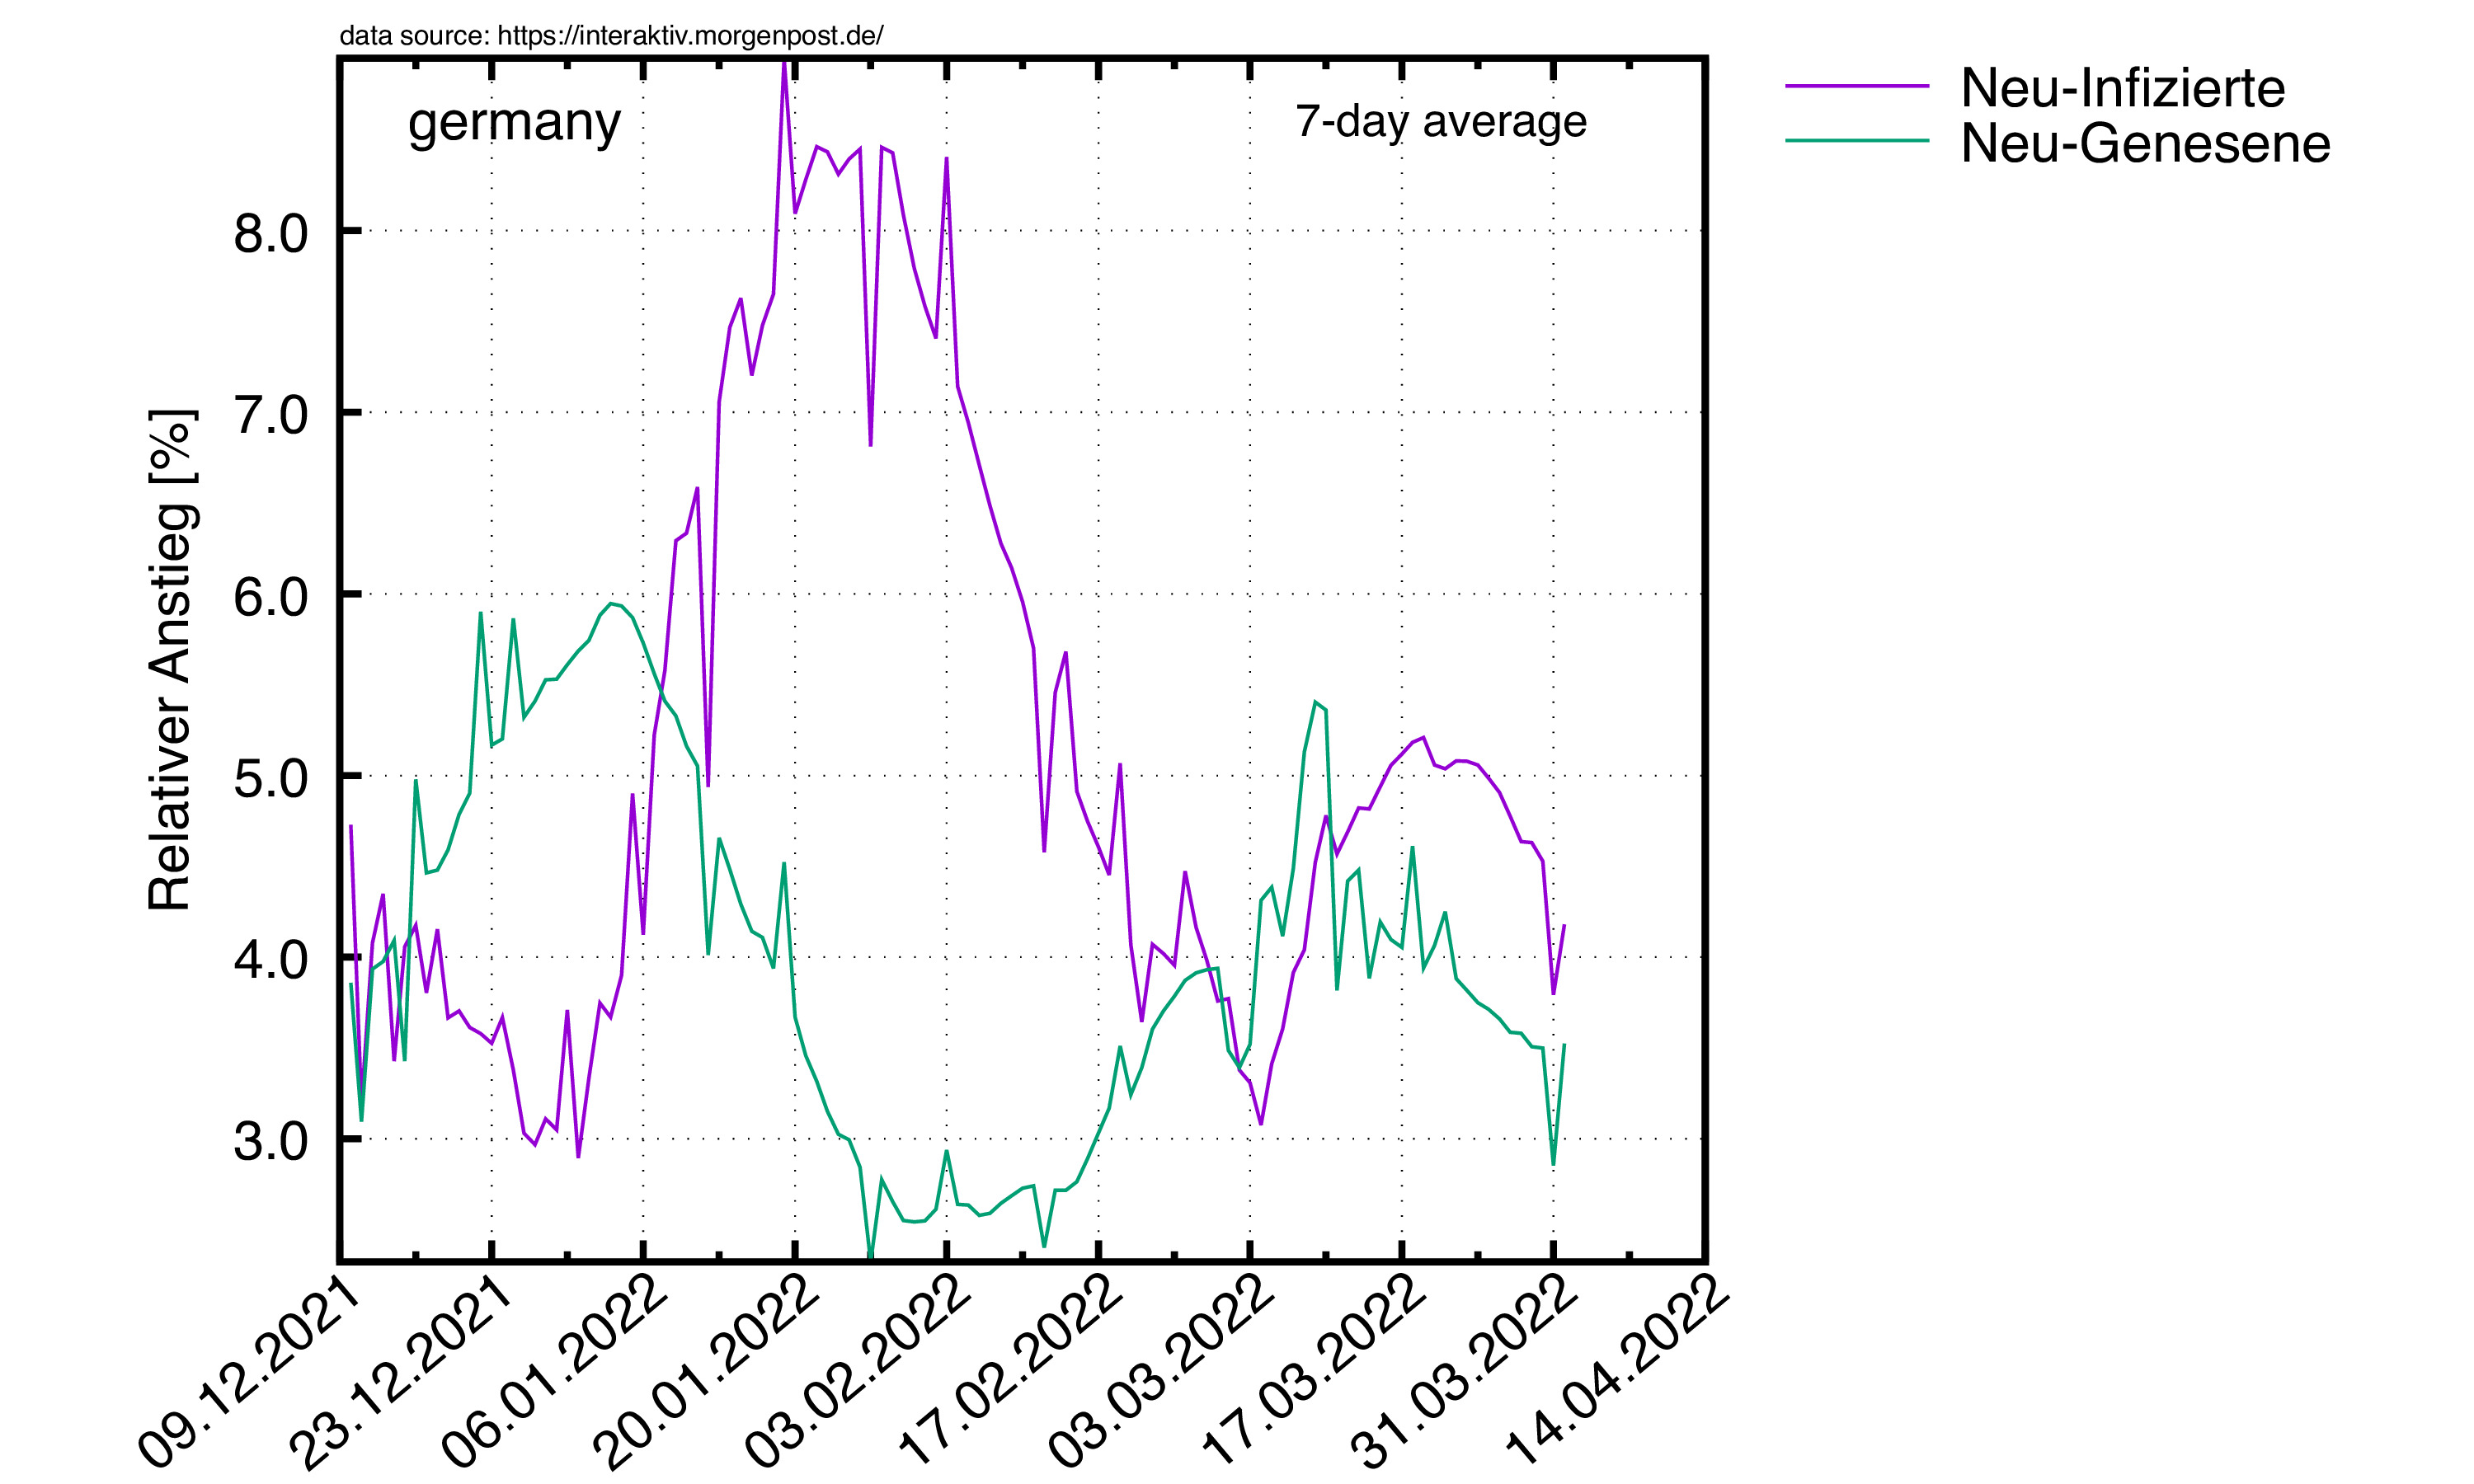 data source: https://interaktiv.morgenpost.de/
germany
7-day average
Neu-Infizierte
Neu-Genesene
Relativer Anstieg [%]
8.0
7.0
6.0
5.0
4.0
3.0
09.12.2021
23.12.2021
06.01.2022
20.01.2022
03.02.2022
17.02.2022
03.03.2022
17.03.2022
31.03.2022
14.04.2022